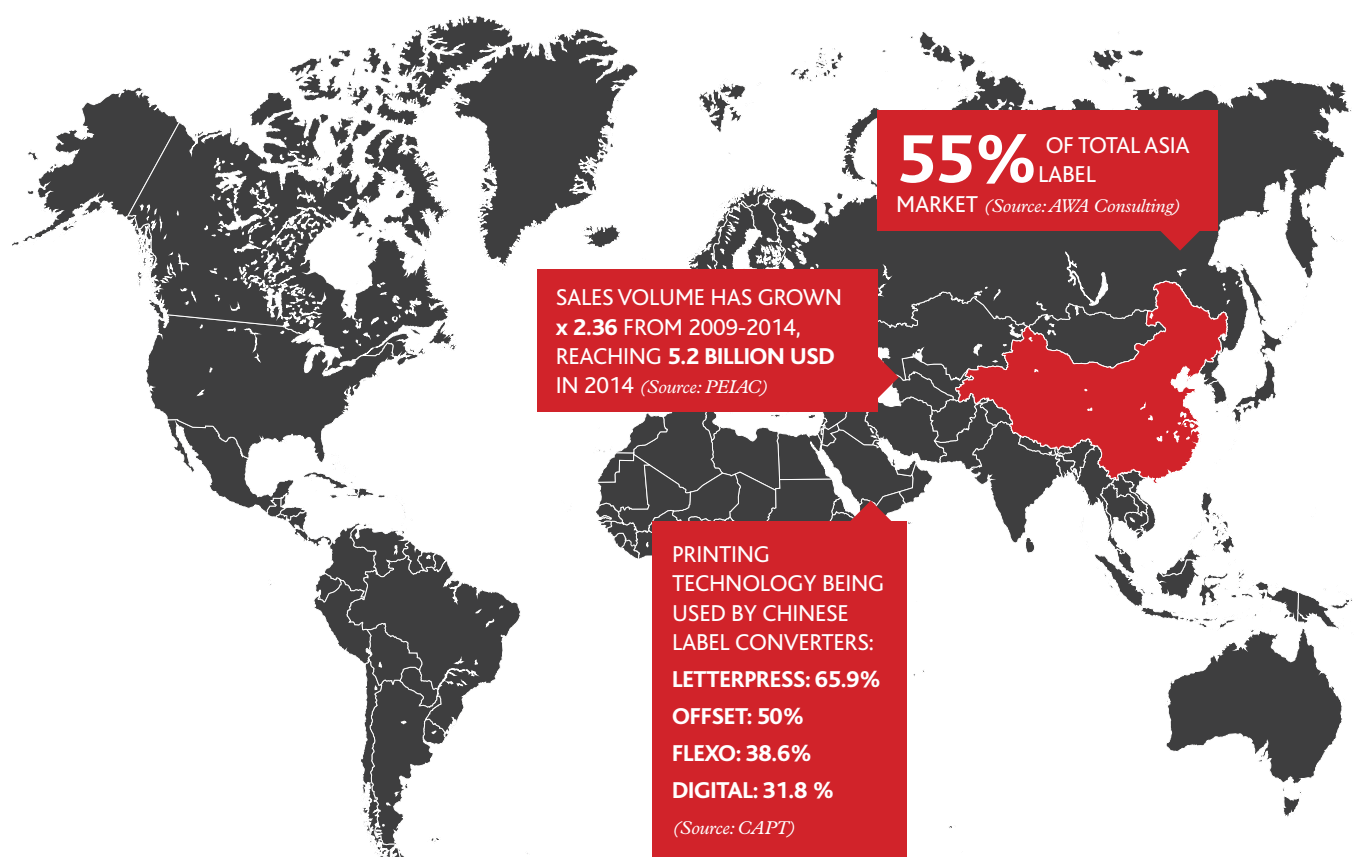 55% OF TOTAL ASIA
LABEL
MARKET (Source: AWA Consulting)
SALES VOLUME HAS GROWN
x 2.36 FROM 2009-2014,
REACHING 5.2 BILLION USD
IN 2014 (Source: PEIAC)
PRINTING
TECHNOLOGY BEING
USED BY CHINESE
LABEL CONVERTERS:
LETTERPRESS: 65.9%
OFFSET: 50%
FLEXO: 38.6%
DIGITAL: 31.8 %
(Source: CAPT)